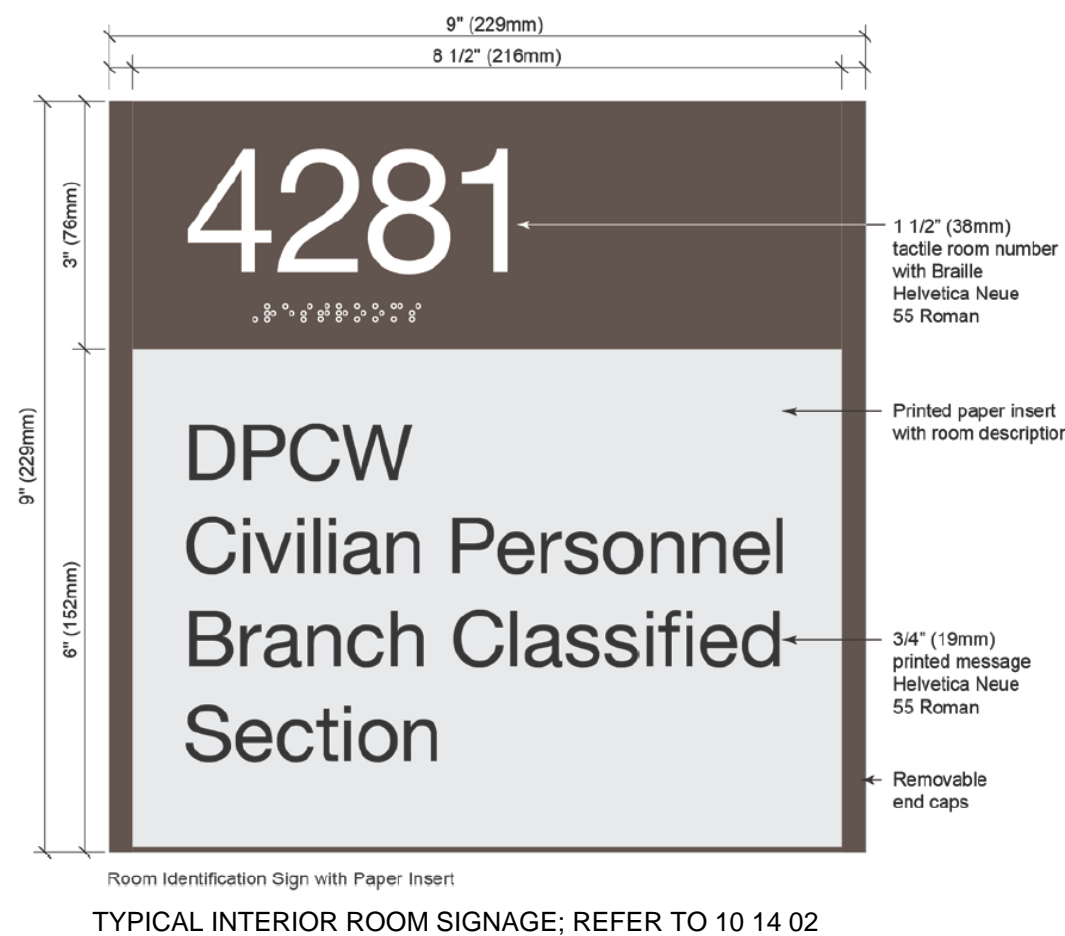 9" (229mm)
8 1/2" (216mm)
3" (76mm)
9" (229mm)
6" (152mm)
4281
1 1/2” (38mm)
tactile room number
with Braille
Helvetica Neue
55 Roman
Printed paper insert
with room description
DPCW
Civilian Personnel
Branch Classified
Section
3/4” (19mm)
printed message
Helvetica Neue
55 Roman
Removable
end caps
Room Identification Sign with Paper Insert
TYPICAL INTERIOR ROOM SIGNAGE; REFER TO 10 14 02